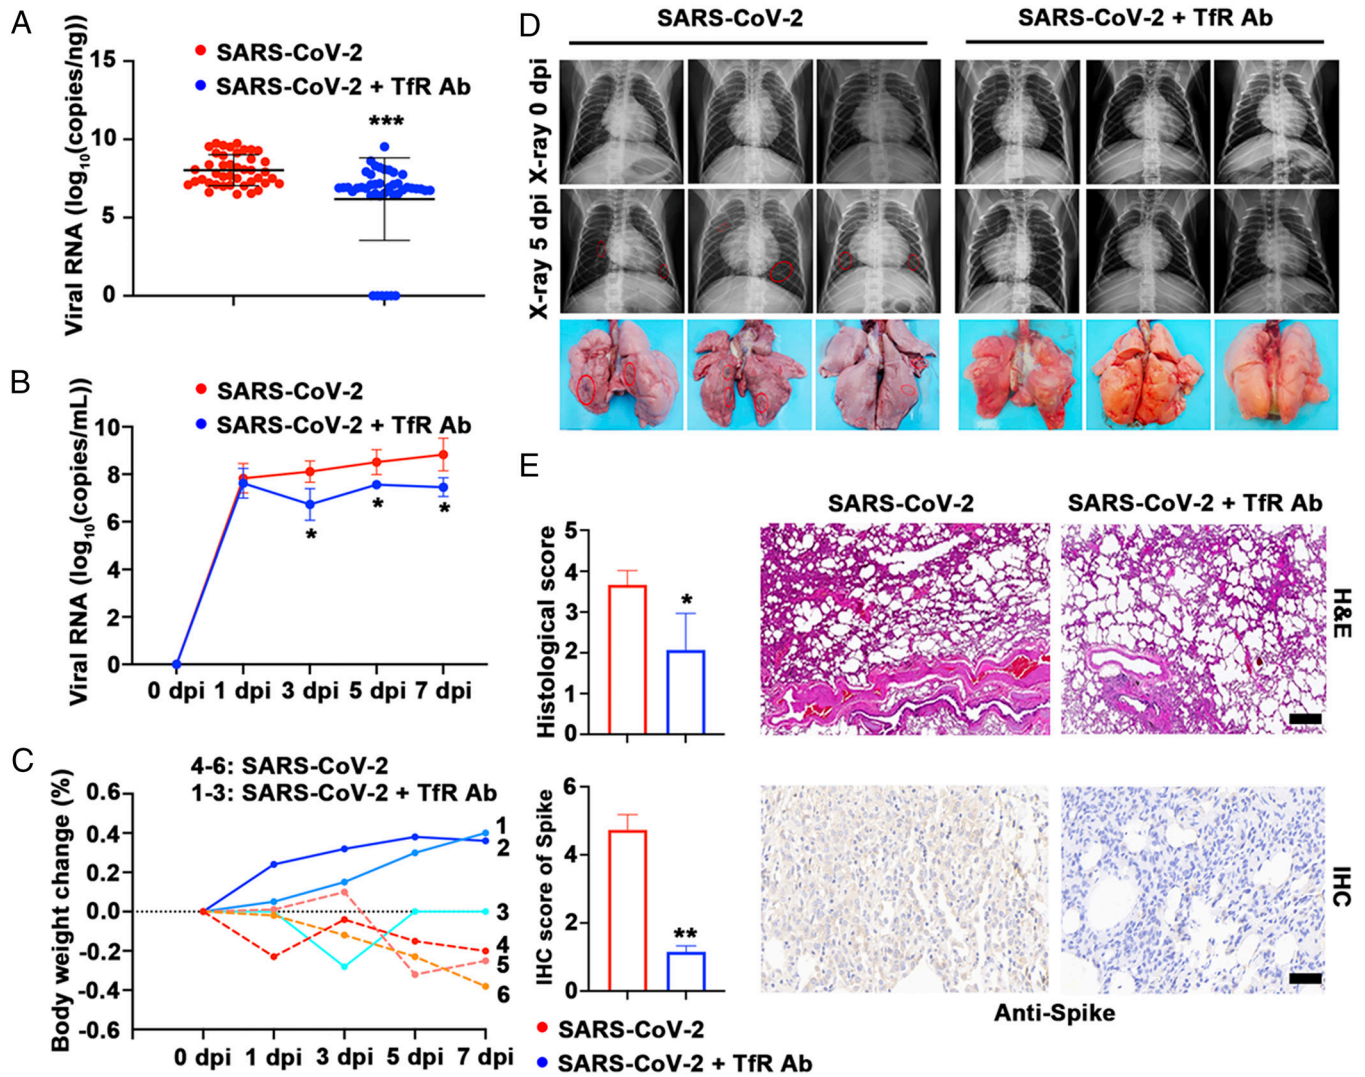 A
SARS-CoV-2
SARS-CoV-2 + TfR Ab
Viral RNA (log10(copies/ng))
15
10
5
0
***
B
SARS-CoV-2
SARS-CoV-2 + TfR Ab
Viral RNA (log10(copies/mL))
10
8
6
4
2
0
*
*
*
0 dpi 1 dpi 3 dpi 5 dpi 7 dpi
C
4-6: SARS-CoV-2
1-3: SARS-CoV-2 + TfR Ab
Body weight change (%)
0.6
0.4
0.2
0.0
-0.2
-0.4
-0.6
1
2
3
4
5
6
0 dpi 1 dpi 3 dpi 5 dpi 7 dpi
D
SARS-CoV-2
SARS-CoV-2 + TfR Ab
X-ray 0 dpi
X-ray 5 dpi
E
Histological score
5
4
3
2
1
0
*
SARS-CoV-2
SARS-CoV-2 + TfR Ab
H&E
IHC score of Spike
6
4
2
0
**
IHC
Anti-Spike
SARS-CoV-2
SARS-CoV-2 + TfR Ab